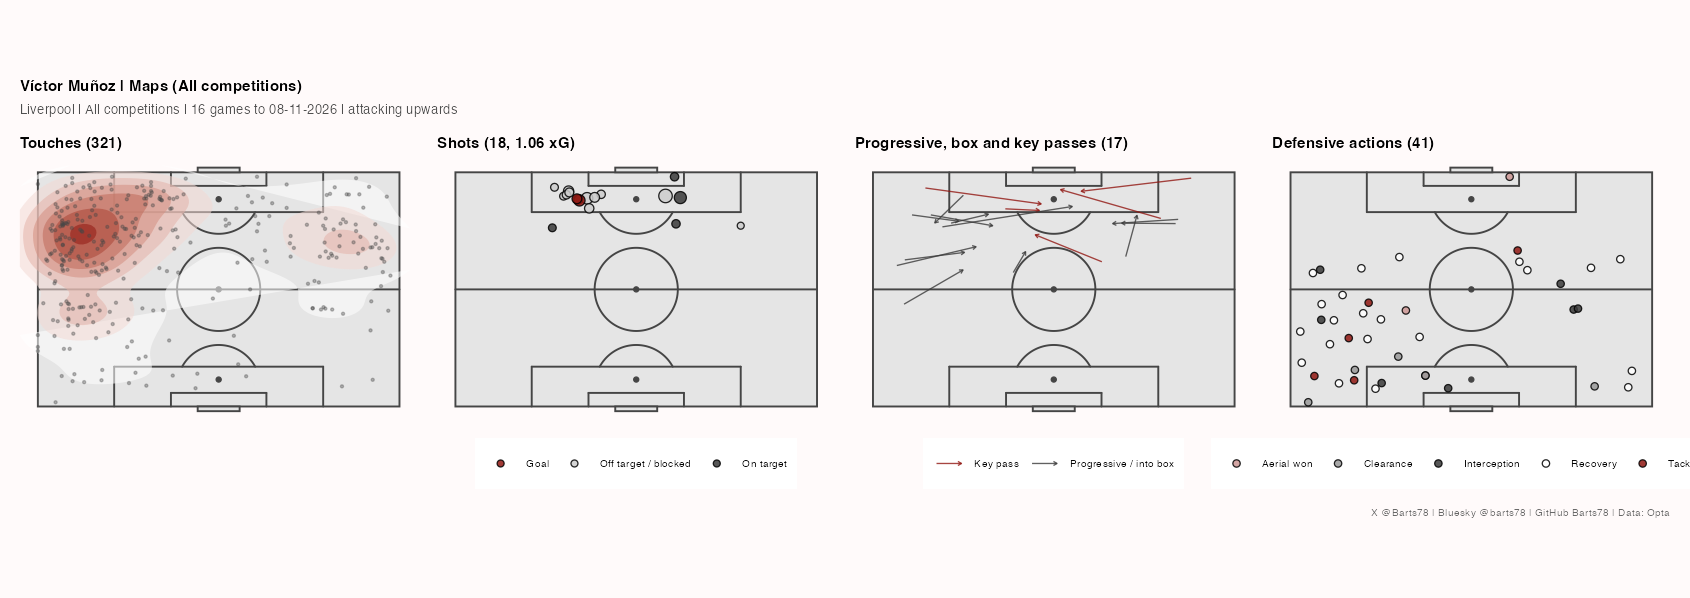 Víctor Muñoz | Maps (All competitions)
Liverpool | All competitions | 16 games to 08-11-2026 | attacking upwards
Touches (321)
Shots (18, 1.06 xG)
Progressive, box and key passes (17)
Defensive actions (41)
Goal
Off target / blocked
On target
Key pass
Progressive / into box
Aerial won
Clearance
Interception
Recovery
Tack
X @Barts78 | Bluesky @barts78 | GitHub Barts78 | Data: Opta